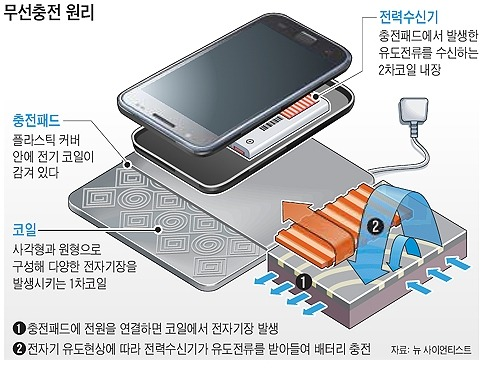 무선충전 원리
전력수신기
충전패드에서 발생한
유도전류를 수신하는
2차코일 내장
충전패드
플라스틱 커버
안에 전기 코일이
감겨 있다
코일
사각형과 원형으로
구성해 다양한 전자기장을
발생시키는 1차코일
2
1
❶ 충전패드에 전원을 연결하면 코일에서 전자기장 발생
❷ 전자기 유도현상에 따라 전력수신기가 유도전류를 받아들여 배터리 충전
자료: 뉴 사이언티스트